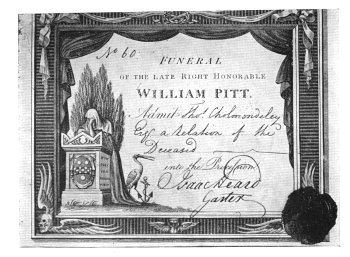 No. 60.
FUNERAL
OF THE LATE RIGHT HONORABLE
WILLIAM PITT.
Admit Thos. Cholmondeley
Esqr. a Relation of the
Deceased
into the Procession
Isaac Heard
Garter